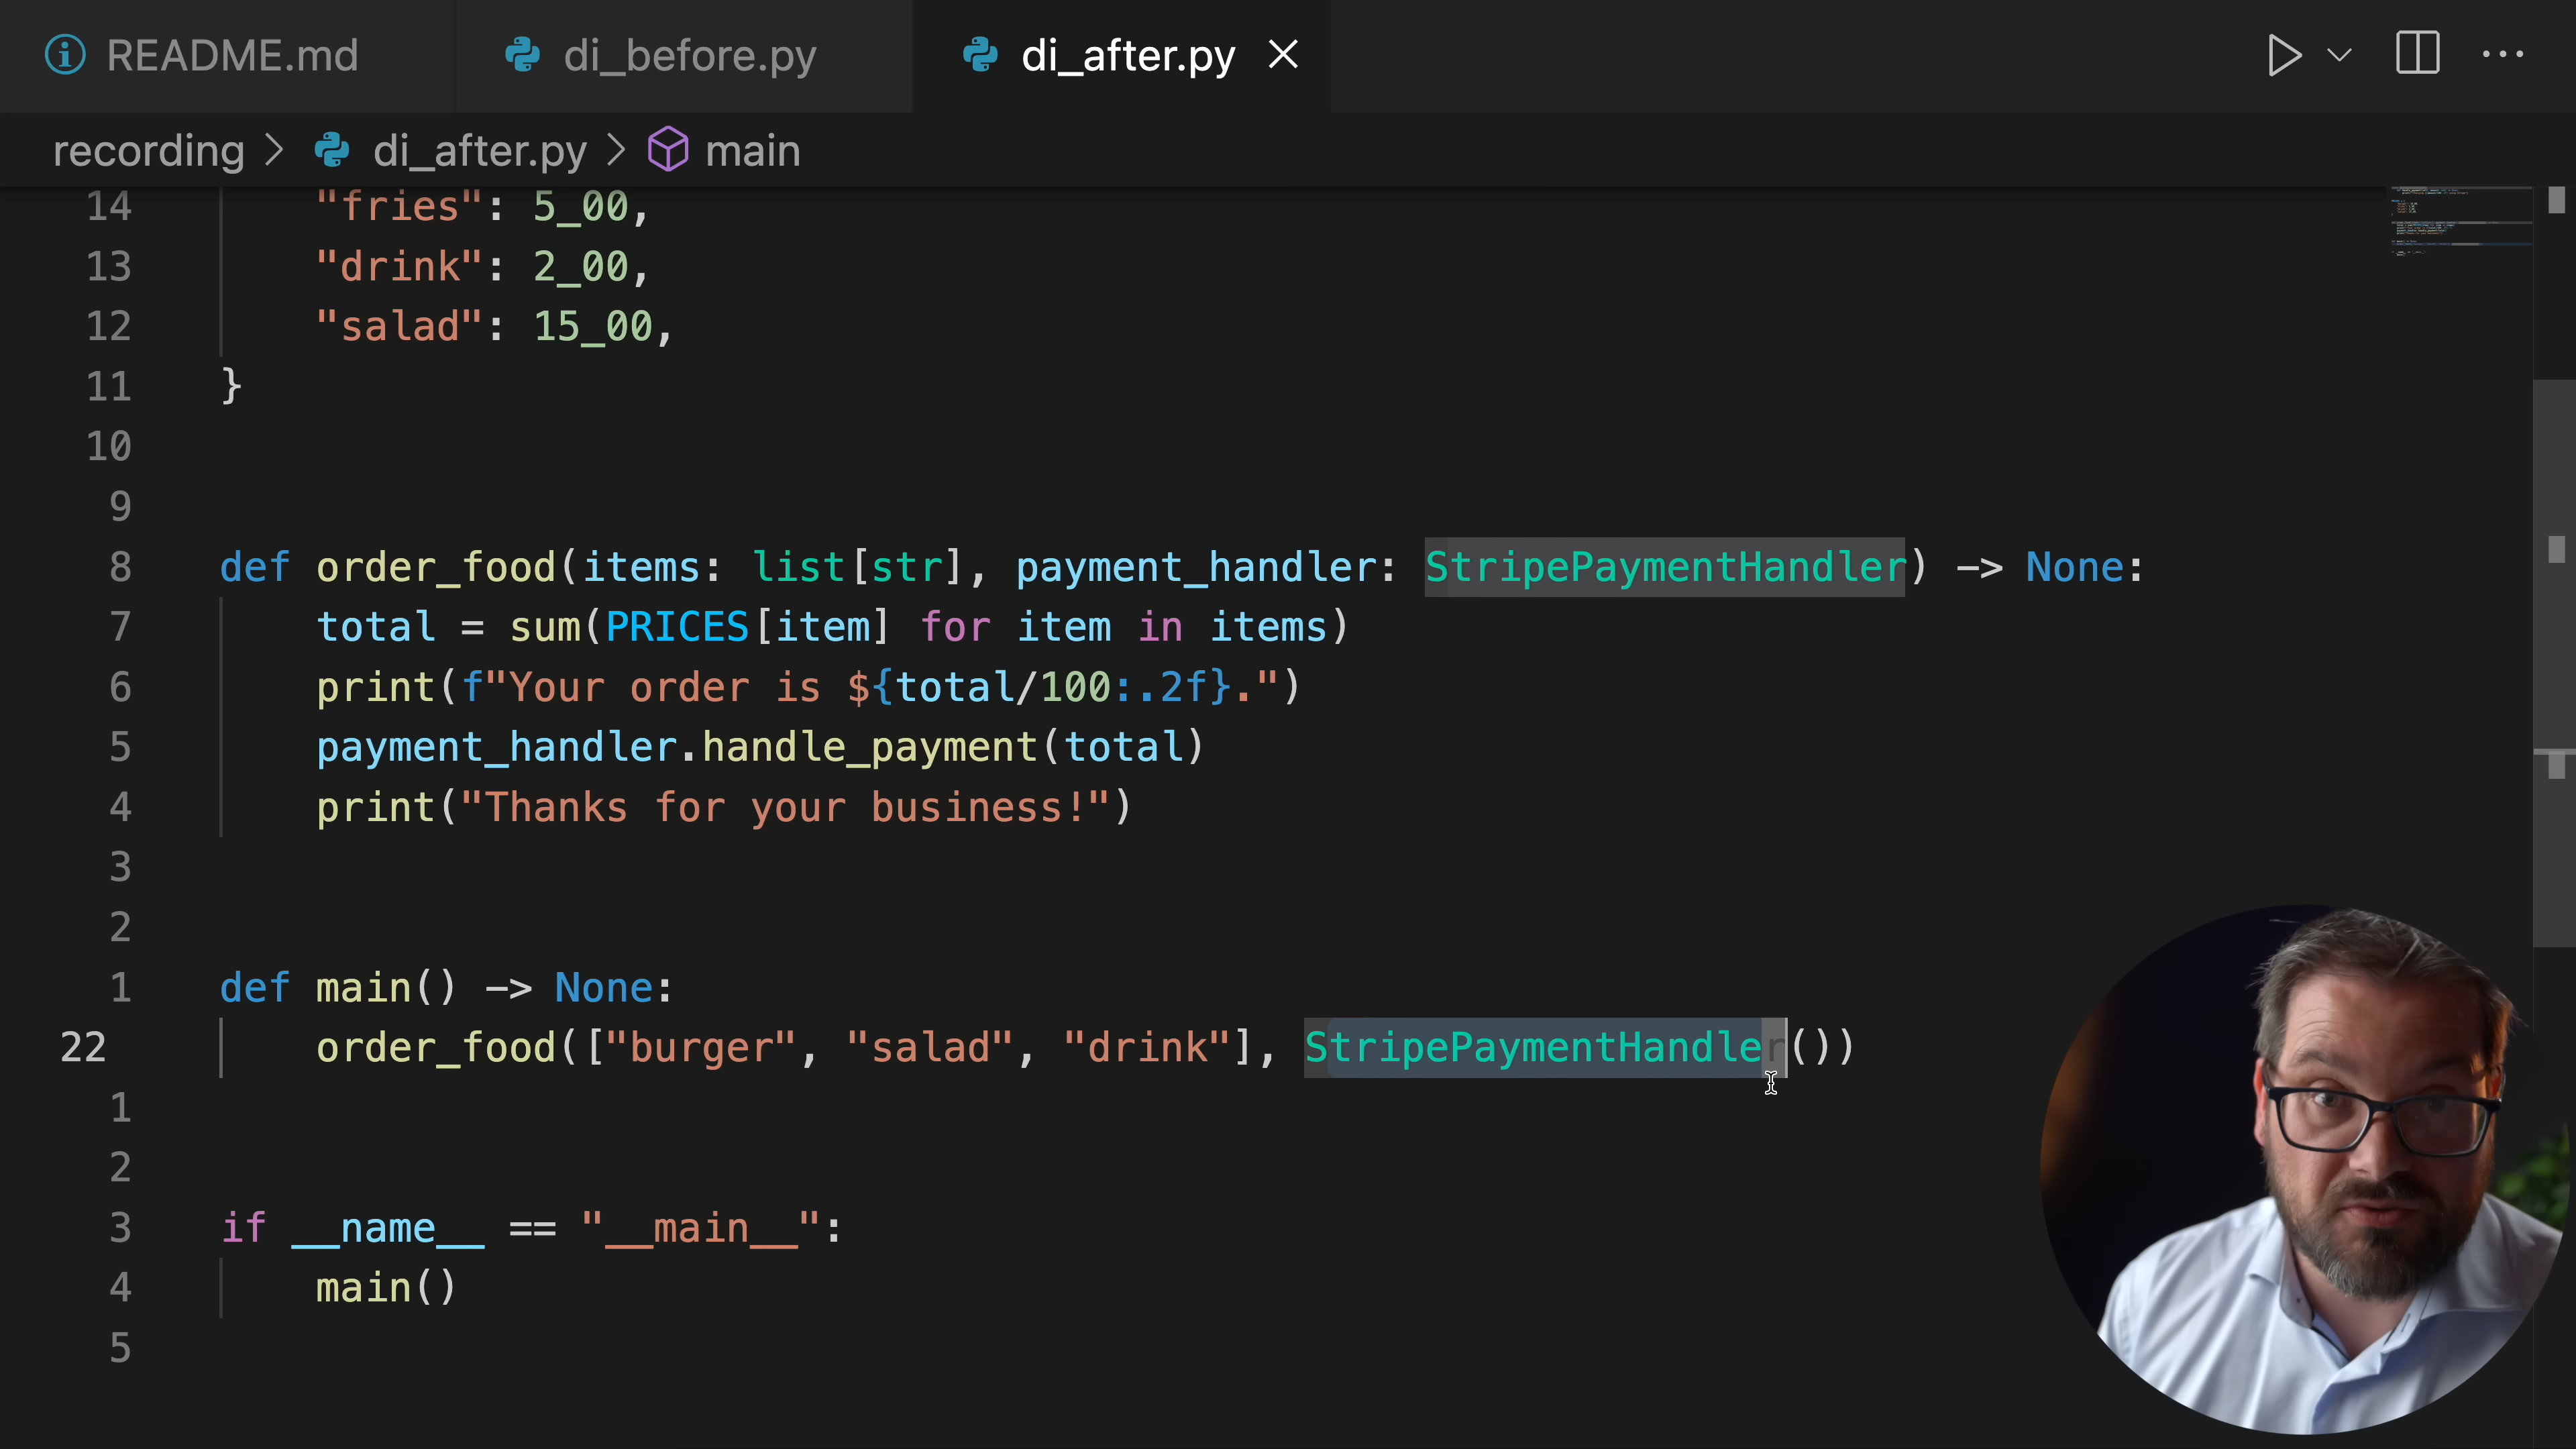 README.md
di_before.py
di_after.py
recording > di_after.py > main
14 "fries": 5_00,
13 "drink": 2_00,
12 "salad": 15_00,
11 }
10
9
8 def order_food(items: list[str], payment_handler: StripePaymentHandler) -> None:
7 total = sum(PRICES[item] for item in items)
6 print(f"Your order is ${total/100:.2f}.")
5 payment_handler.handle_payment(total)
4 print("Thanks for your business!")
3
2
1 def main() -> None:
22 order_food(["burger", "salad", "drink"], StripePaymentHandler())
1
2
3 if __name__ == "__main__":
4 main()
5